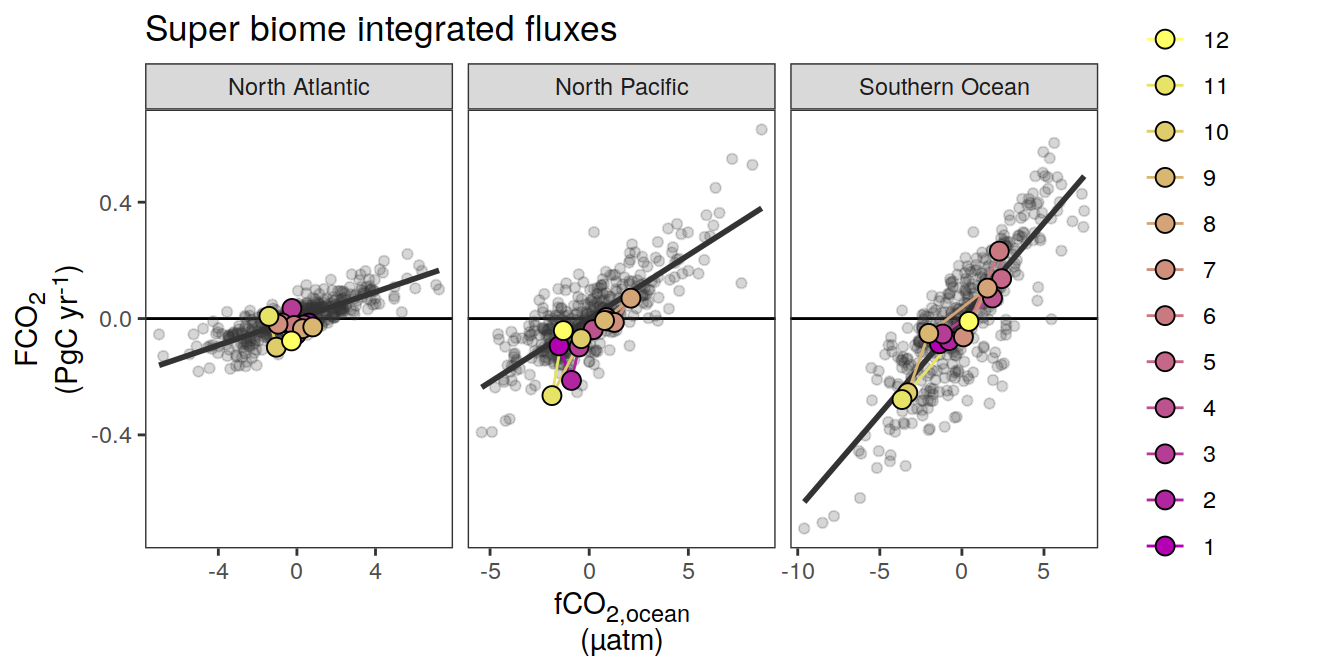 Super biome integrated fluxes
North Atlantic
North Pacific
Southern Ocean
FCO2
(PgC yr-1)
0.4
0.0
-0.4
-4 0 4
-5 0 5
-10 -5 0 5
fCO2,ocean
(µatm)
12
11
10
9
8
7
6
5
4
3
2
1